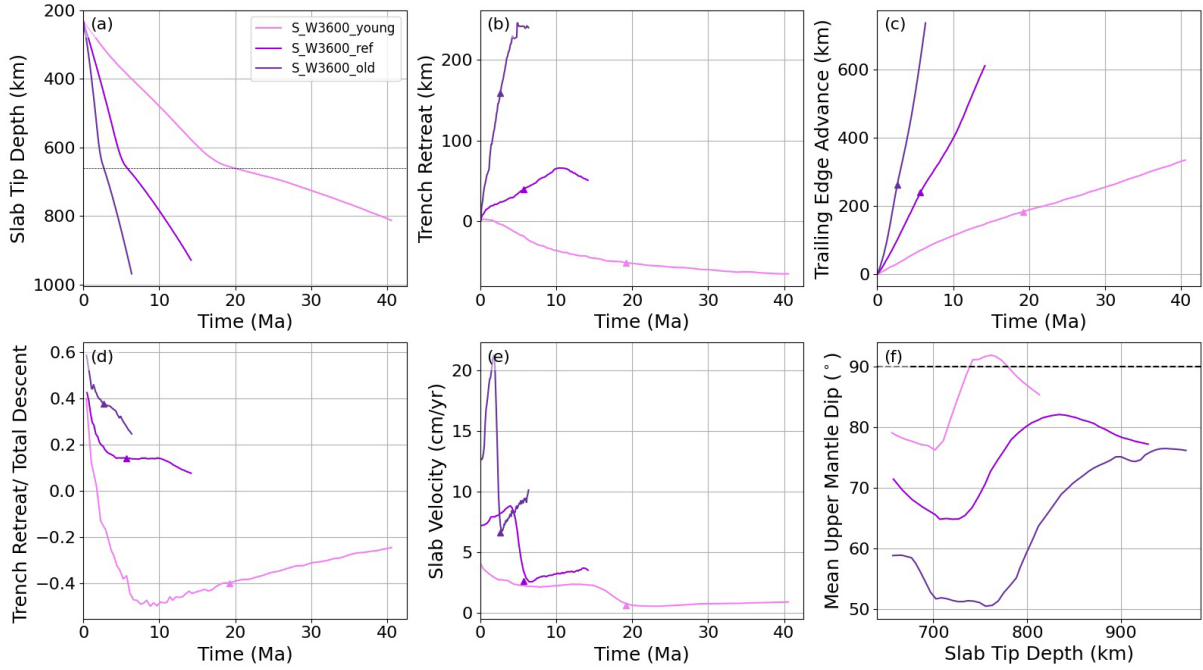 (a)
S_W3600_young
S_W3600_ref
S_W3600_old
200
400
600
800
1000
Slab Tip Depth (km)
0 10 20 30 40
Time (Ma)
(b)
200
100
0
Trench Retreat (km)
0 10 20 30 40
Time (Ma)
(c)
600
400
200
0
Trailing Edge Advance (km)
0 10 20 30 40
Time (Ma)
(d)
0.6
0.4
0.2
0.0
−0.2
−0.4
Trench Retreat/ Total Descent
0 10 20 30 40
Time (Ma)
(e)
20
15
10
5
0
Slab Velocity (cm/yr)
0 10 20 30 40
Time (Ma)
(f)
90
80
70
60
50
Mean Upper Mantle Dip (°)
700 800 900
Slab Tip Depth (km)